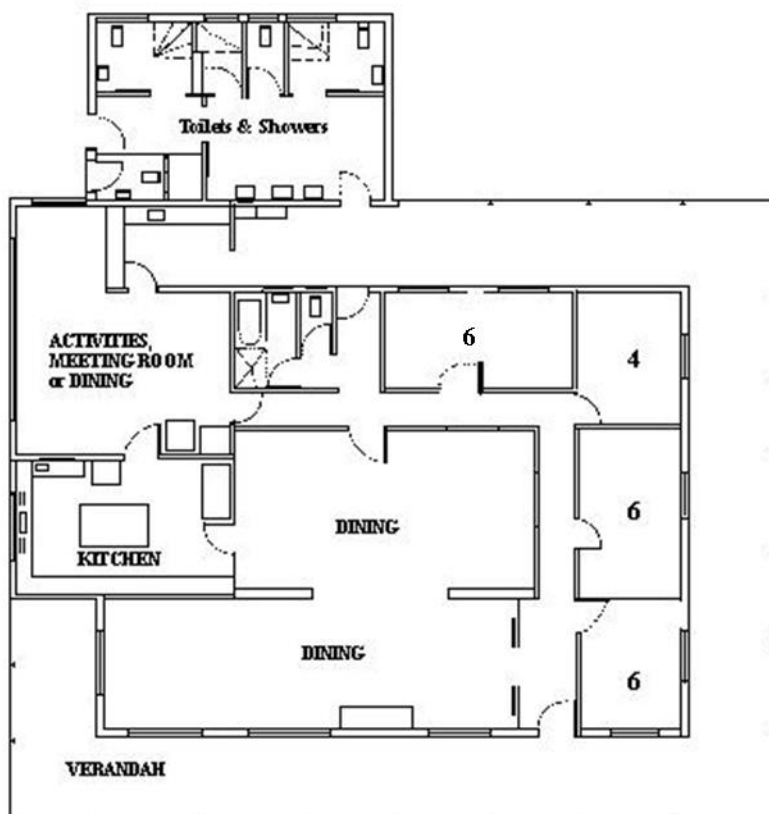 Toilets & Showers
6
4
ACTIVITIES,
MEETING ROOM
or DINING
6
DINING
KITCHEN
DINING
6
VERANDAH